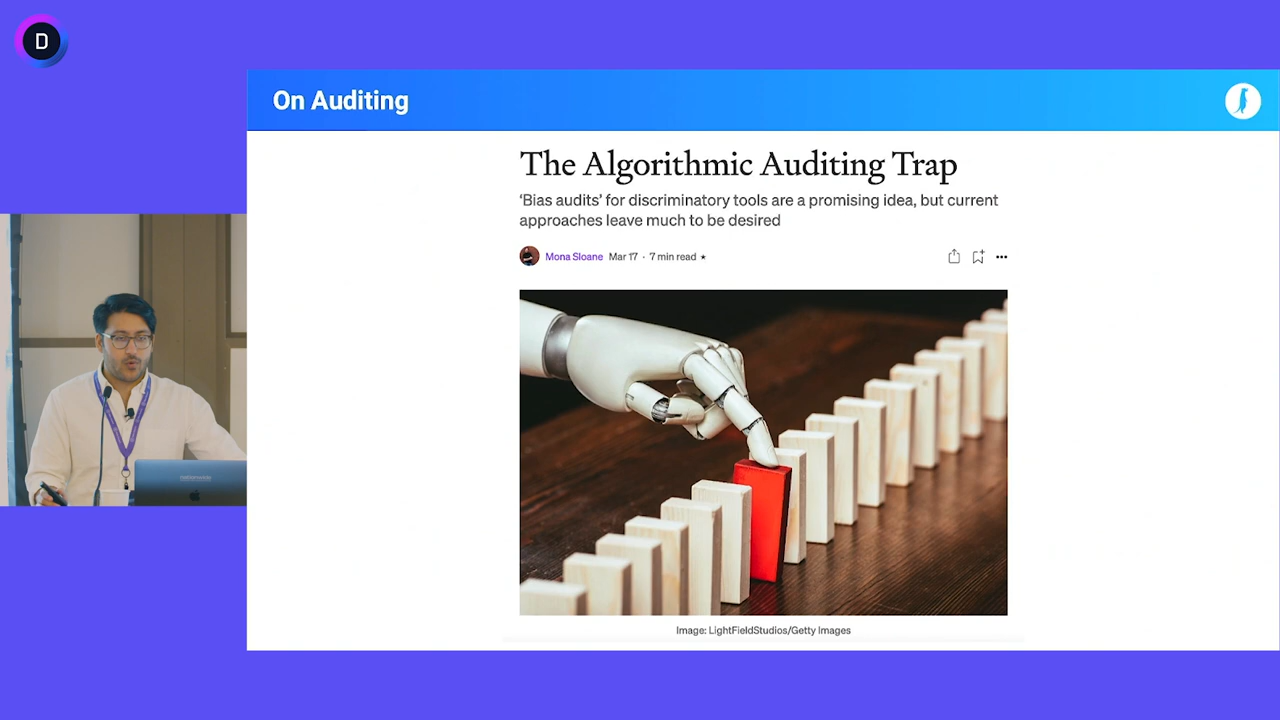 D
On Auditing
The Algorithmic Auditing Trap
‘Bias audits’ for discriminatory tools are a promising idea, but current
approaches leave much to be desired
Mona Sloane Mar 17 · 7 min read ★
Image: LightFieldStudios/Getty Images